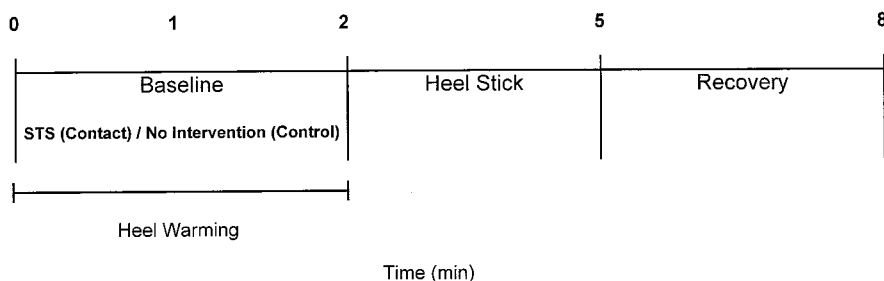 0 1 2 5 8
Baseline Heel Stick Recovery
STS (Contact) / No Intervention (Control)
Heel Warming
Time (min)